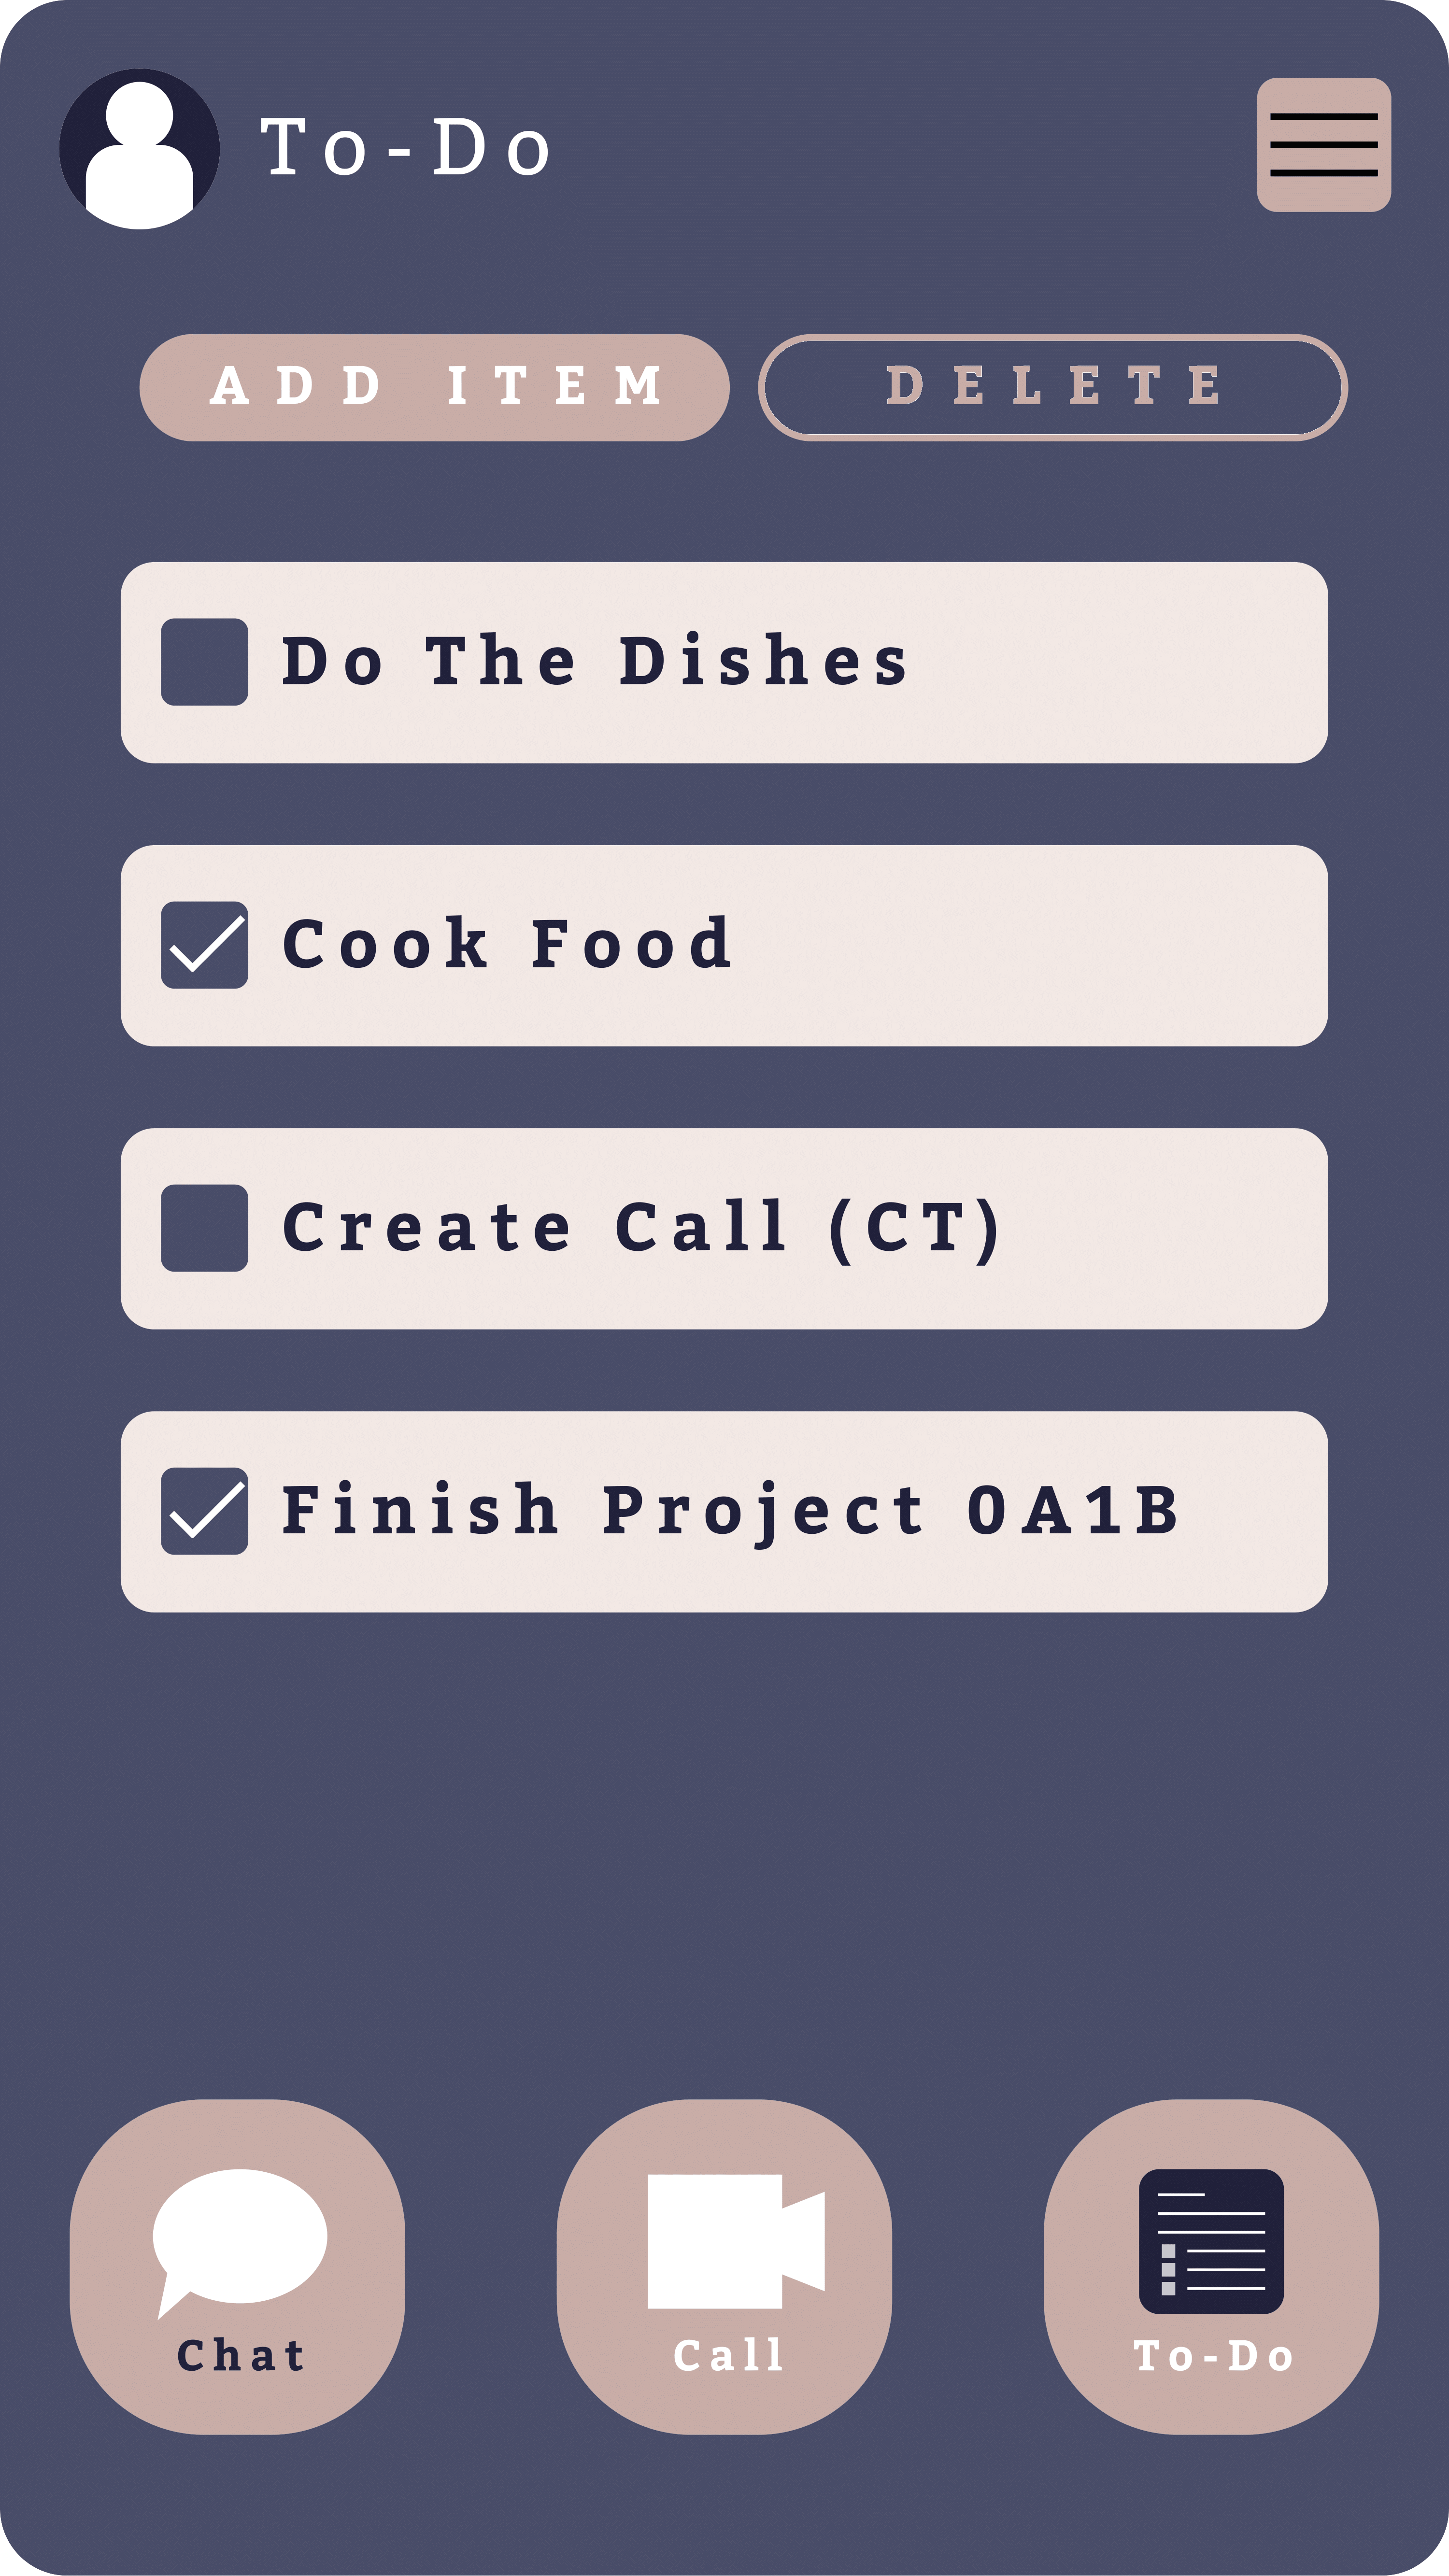 To-Do
ADD ITEM
DELETE
Do The Dishes
Cook Food
Create Call (CT)
Finish Project 0A1B
Chat
Call
To-Do